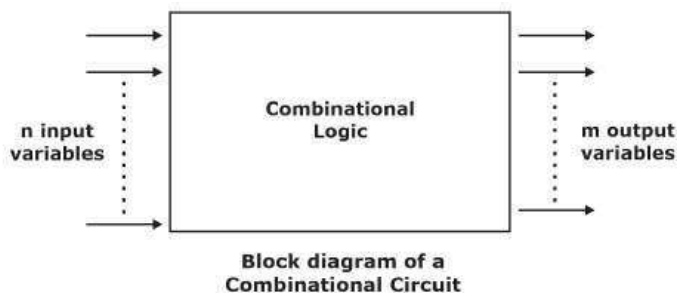 n input
variables
Combinational
Logic
m output
variables
Block diagram of a
Combinational Circuit